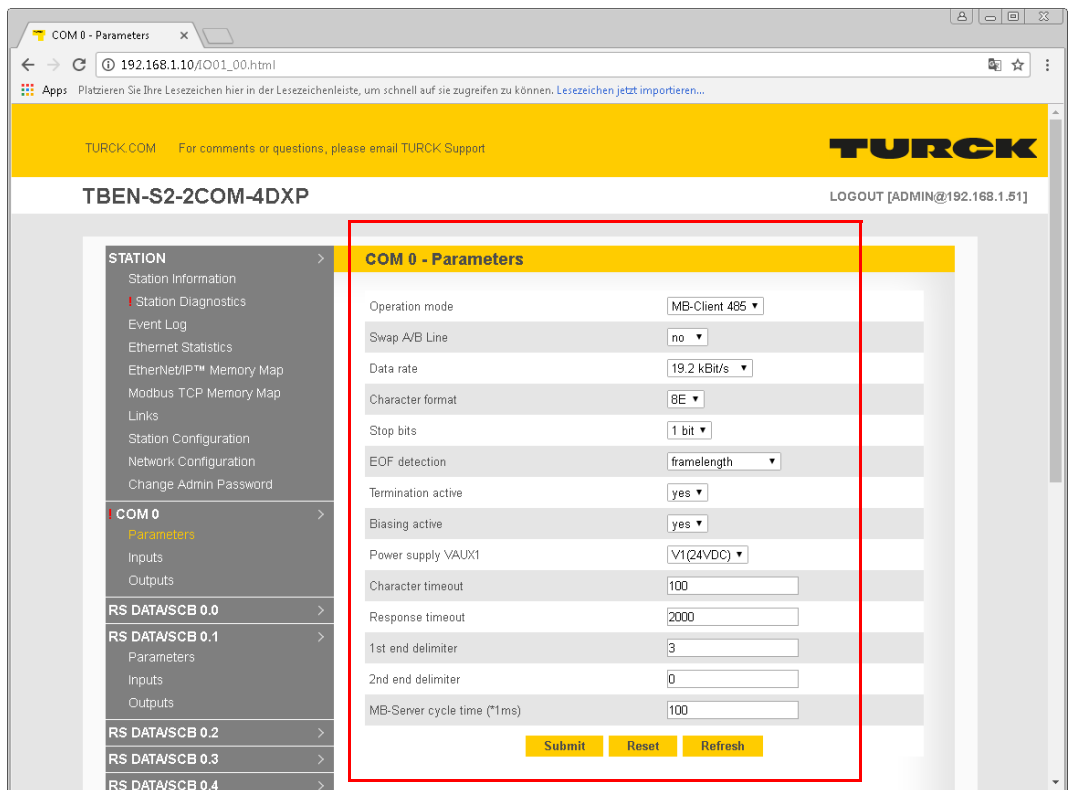 COM 0 - Parameters
192.168.1.10/IO01_00.html
Apps Platzieren Sie Ihre Lesezeichen hier in der Lesezeichenleiste, um schnell auf sie zugreifen zu können. Lesezeichen jetzt importieren...
TURCK.COM For comments or questions, please email TURCK Support
TURCK
TBEN-S2-2COM-4DXP
LOGOUT [ADMIN@192.168.1.51]
STATION
Station Information
! Station Diagnostics
Event Log
Ethernet Statistics
EtherNet/IP™ Memory Map
Modbus TCP Memory Map
Links
Station Configuration
Network Configuration
Change Admin Password
! COM 0
Parameters
Inputs
Outputs
RS DATA/SCB 0.0
RS DATA/SCB 0.1
Parameters
Inputs
Outputs
RS DATA/SCB 0.2
RS DATA/SCB 0.3
RS DATA/SCB 0.4
COM 0 - Parameters
Operation mode MB-Client 485
Swap A/B Line no
Data rate 19.2 kBit/s
Character format 8E
Stop bits 1 bit
EOF detection framelength
Termination active yes
Biasing active yes
Power supply VAUX1 V1(24VDC)
Character timeout 100
Response timeout 2000
1st end delimiter 3
2nd end delimiter 0
MB-Server cycle time (*1ms) 100
Submit Reset Refresh